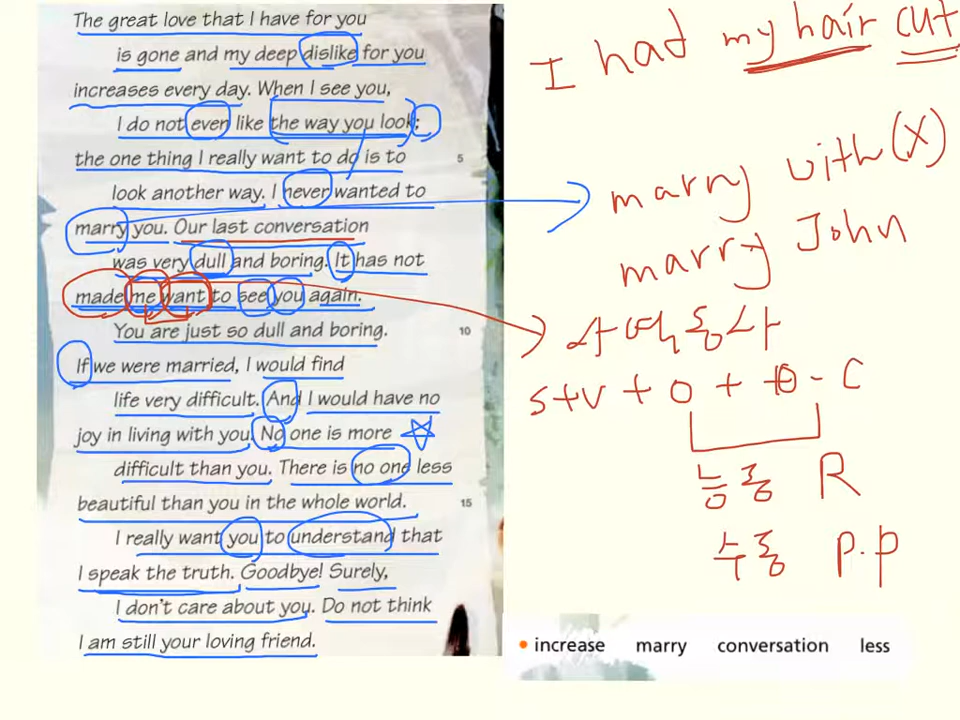 The great love that I have for you
is gone and my deep dislike for you
increases every day. When I see you,
I do not even like the way you look;
the one thing I really want to do is to
5
look another way. I never wanted to
marry you. Our last conversation
was very dull and boring. It has not
made me want to see you again.
You are just so dull and boring.
10
If we were married, I would find
life very difficult. And I would have no
joy in living with you. No one is more
difficult than you. There is no one less
beautiful than you in the whole world.
15
I really want you to understand that
I speak the truth. Goodbye! Surely,
I don't care about you. Do not think
I am still your loving friend.
I had my hair cut
marry with (X)
marry John
사역동사
S+V + O + O-C
능동 R
수동 P.P
• increase marry conversation less